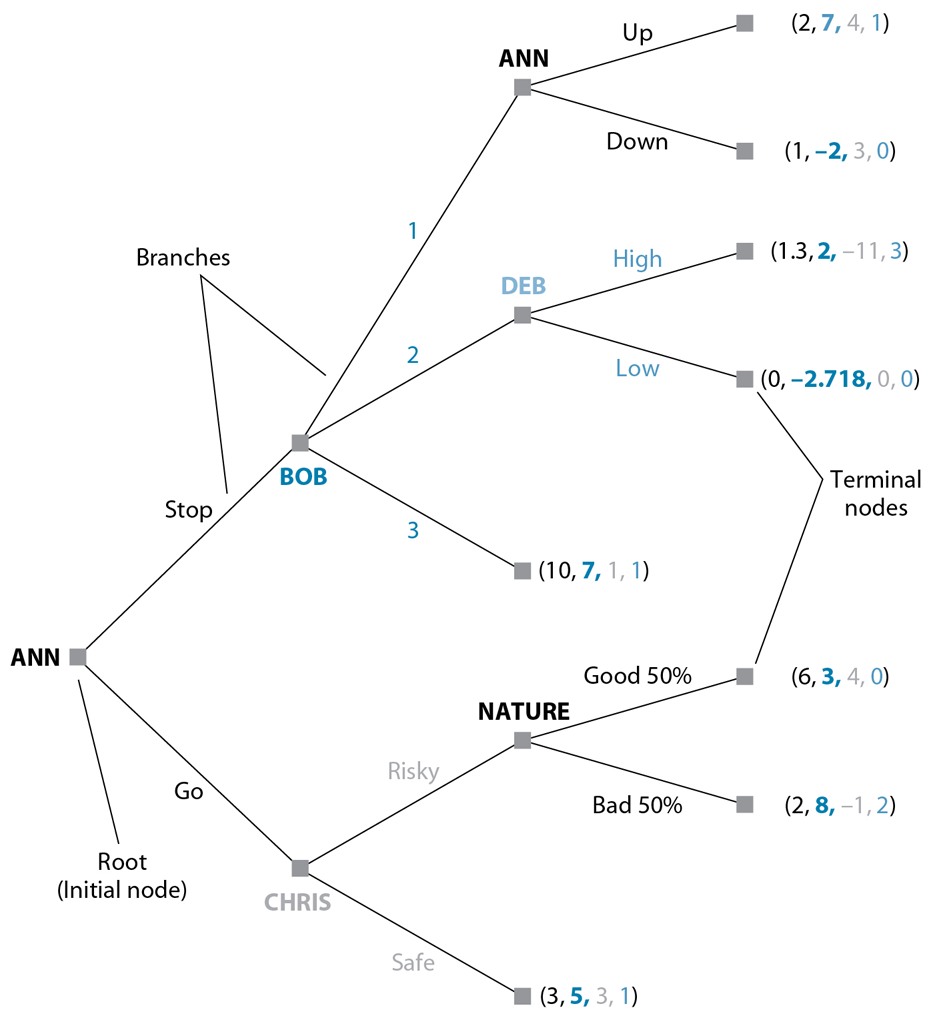 Up
(2, 7, 4, 1)
ANN
Down
(1, –2, 3, 0)
1
Branches
High
(1.3, 2, –11, 3)
DEB
2
Low
(0, –2.718, 0, 0)
BOB
Terminal
nodes
Stop
3
(10, 7, 1, 1)
ANN
Good 50%
(6, 3, 4, 0)
NATURE
Risky
Go
Bad 50%
(2, 8, –1, 2)
Root
(Initial node)
CHRIS
Safe
(3, 5, 3, 1)